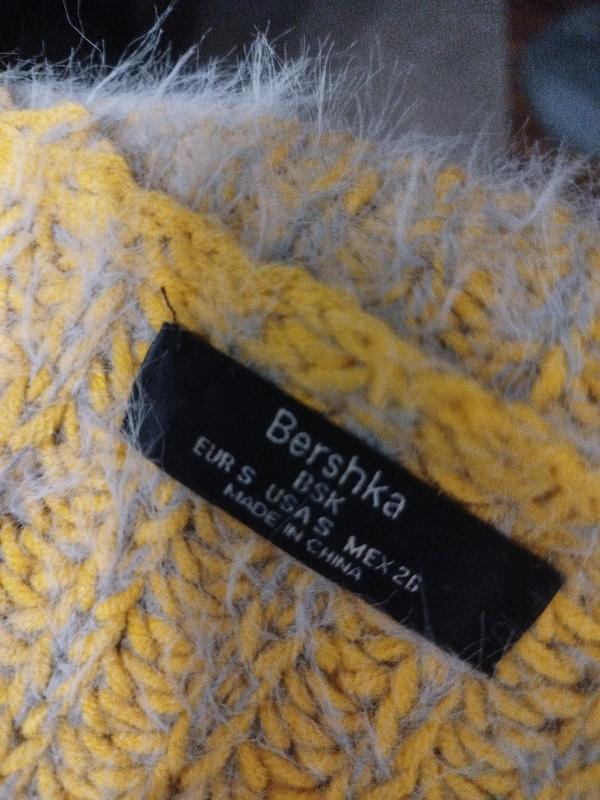 Bershka
BSK
EUR S USA S MEX 26
MADE IN CHINA